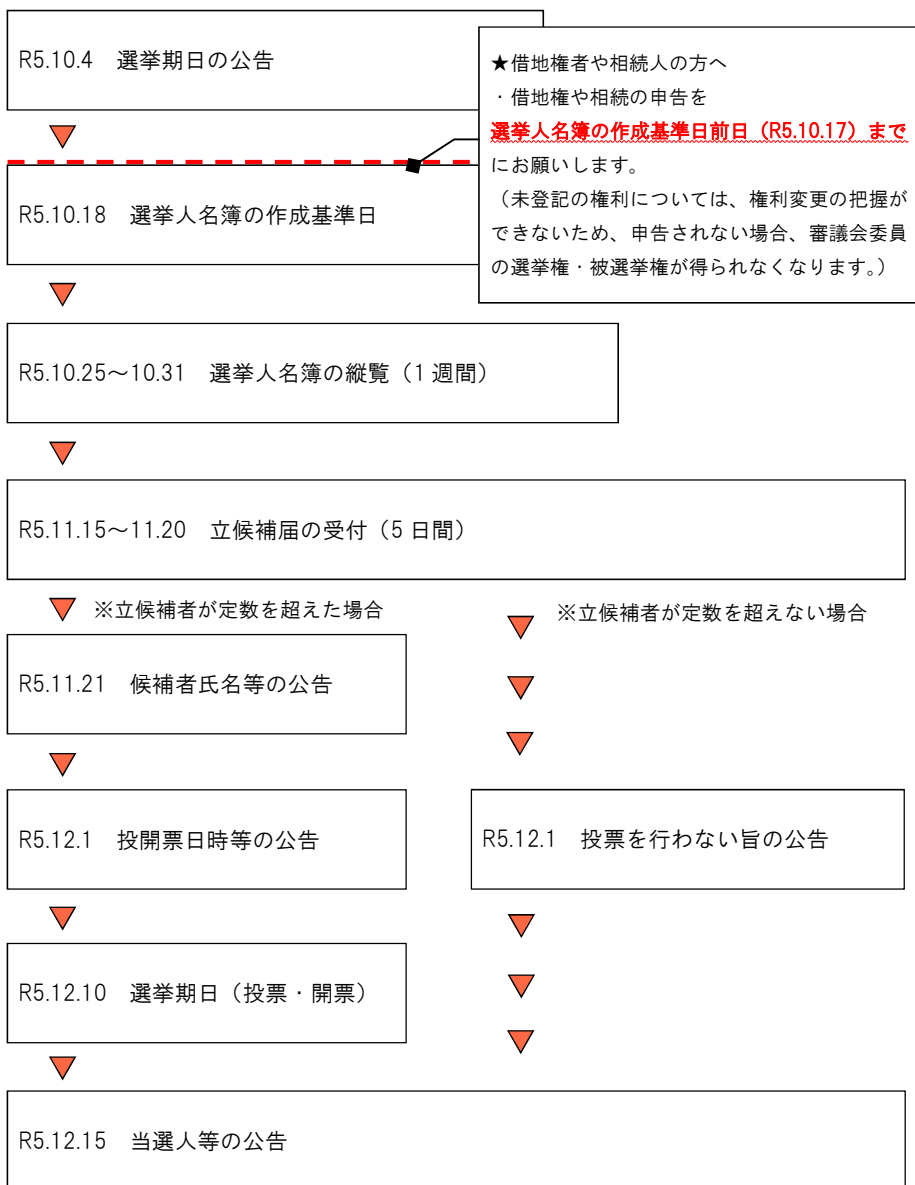 R5.10.4 選挙期日の公告
★借地権者や相続人の方へ
・借地権や相続の申告を
選挙人名簿の作成基準日前日（R5.10.17）まで
にお願いします。
（未登記の権利については、権利変更の把握が
できないため、申告されない場合、審議会委員
の選挙権・被選挙権が得られなくなります。）
R5.10.18 選挙人名簿の作成基準日
R5.10.25～10.31 選挙人名簿の縦覧（1週間）
R5.11.15～11.20 立候補届の受付（5日間）
※立候補者が定数を超えた場合
※立候補者が定数を超えない場合
R5.11.21 候補者氏名等の公告
R5.12.1 投開票日時等の公告
R5.12.1 投票を行わない旨の公告
R5.12.10 選挙期日（投票・開票）
R5.12.15 当選人等の公告